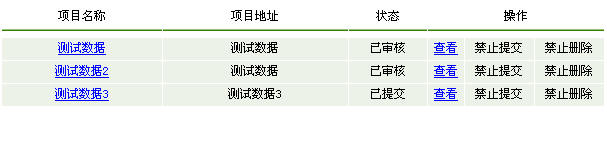 项目名称 项目地址 状态 操作
测试数据 测试数据 已审核 查看 禁止提交 禁止删除
测试数据2 测试数据 已审核 查看 禁止提交 禁止删除
测试数据3 测试数据3 已提交 查看 禁止提交 禁止删除